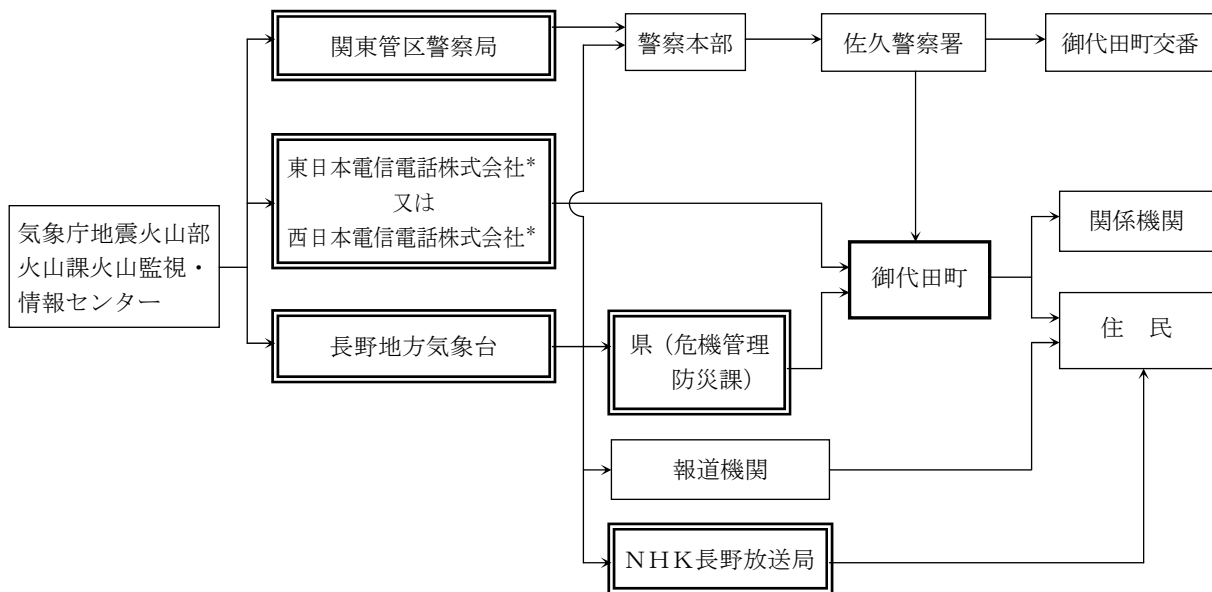 関東管区警察局
警察本部
佐久警察署
御代田町交番
東日本電信電話株式会社*
又は
西日本電信電話株式会社*
気象庁地震火山部
火山課火山監視・
情報センター
関係機関
御代田町
長野地方気象台
県（危機管理
防災課）
住　民
報道機関
ＮＨＫ長野放送局